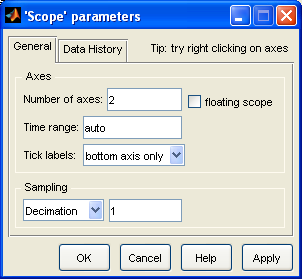 'Scope' parameters
General Data History Tip: try right clicking on axes
Axes
Number of axes: 2 floating scope
Time range: auto
Tick labels: bottom axis only
Sampling
Decimation 1
OK Cancel Help Apply